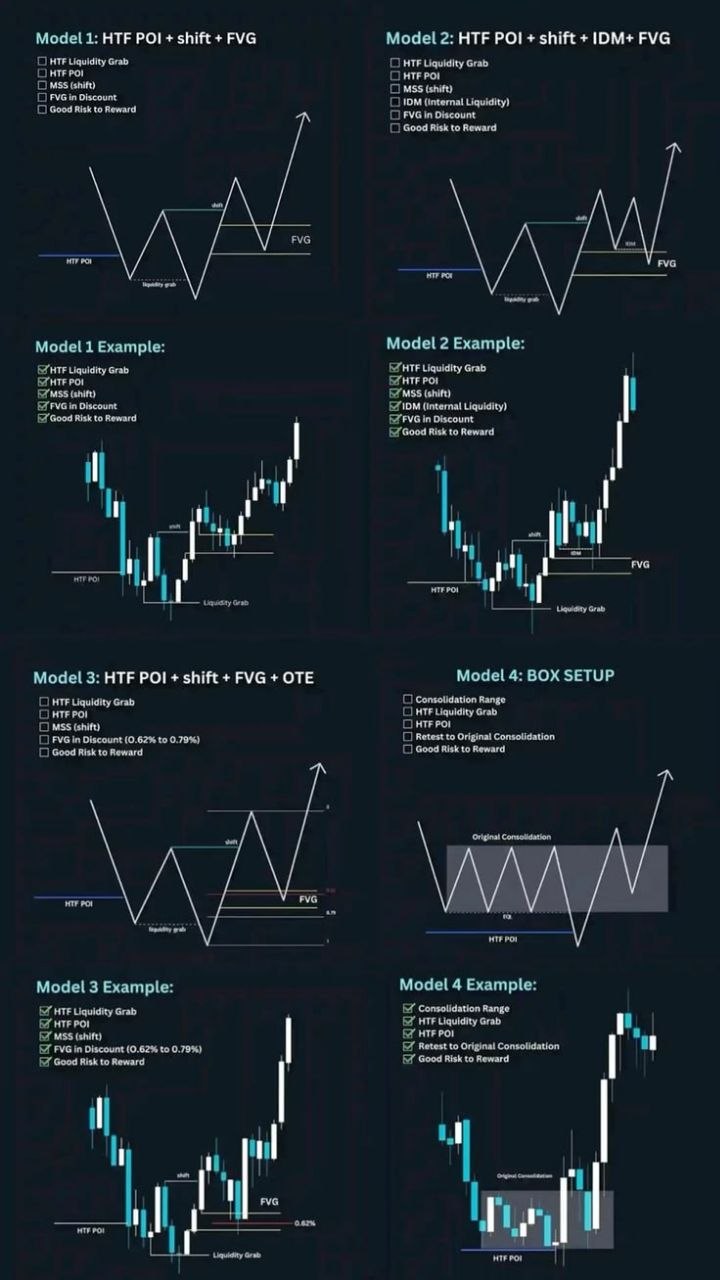 Model 1: HTF POI + shift + FVG
HTF Liquidity Grab
HTF POI
MSS (shift)
FVG in Discount
Good Risk to Reward
shift
FVG
HTF POI
liquidity grab
Model 2: HTF POI + shift + IDM+ FVG
HTF Liquidity Grab
HTF POI
MSS (shift)
IDM (Internal Liquidity)
FVG in Discount
Good Risk to Reward
shift
IDM
FVG
HTF POI
liquidity grab
Model 1 Example:
HTF Liquidity Grab
HTF POI
MSS (shift)
FVG in Discount
Good Risk to Reward
shift
HTF POI
Liquidity Grab
Model 2 Example:
HTF Liquidity Grab
HTF POI
MSS (shift)
IDM (Internal Liquidity)
FVG in Discount
Good Risk to Reward
shift
IDM
FVG
HTF POI
Liquidity Grab
Model 3: HTF POI + shift + FVG + OTE
HTF Liquidity Grab
HTF POI
MSS (shift)
FVG in Discount (0.62% to 0.79%)
Good Risk to Reward
0
shift
FVG
HTF POI
0.79
liquidity grab
1
Model 4: BOX SETUP
Consolidation Range
HTF Liquidity Grab
HTF POI
Retest to Original Consolidation
Good Risk to Reward
Original Consolidation
EQL
HTF POI
Model 3 Example:
HTF Liquidity Grab
HTF POI
MSS (shift)
FVG in Discount (0.62% to 0.79%)
Good Risk to Reward
shift
FVG
0.62%
HTF POI
Liquidity Grab
Model 4 Example:
Consolidation Range
HTF Liquidity Grab
HTF POI
Retest to Original Consolidation
Good Risk to Reward
Original Consolidation
HTF POI